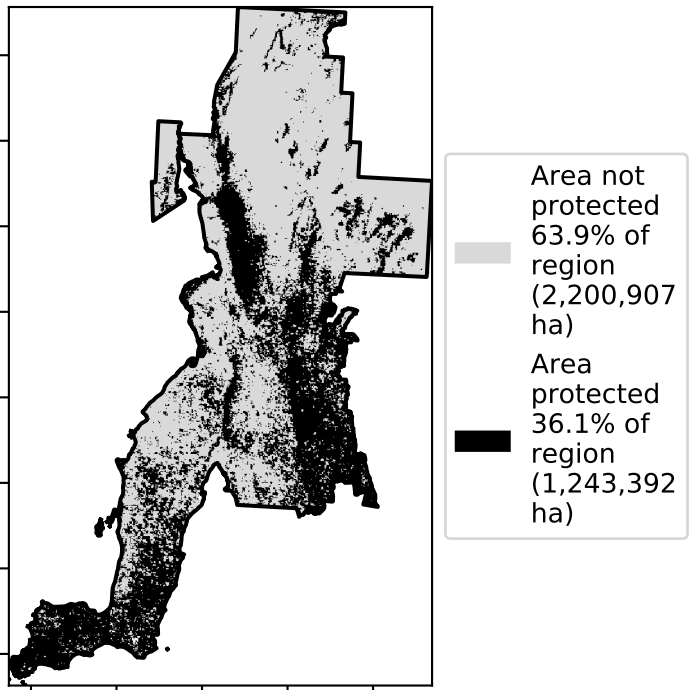 Area not
protected
63.9% of
region
(2,200,907
ha)
Area
protected
36.1% of
region
(1,243,392
ha)